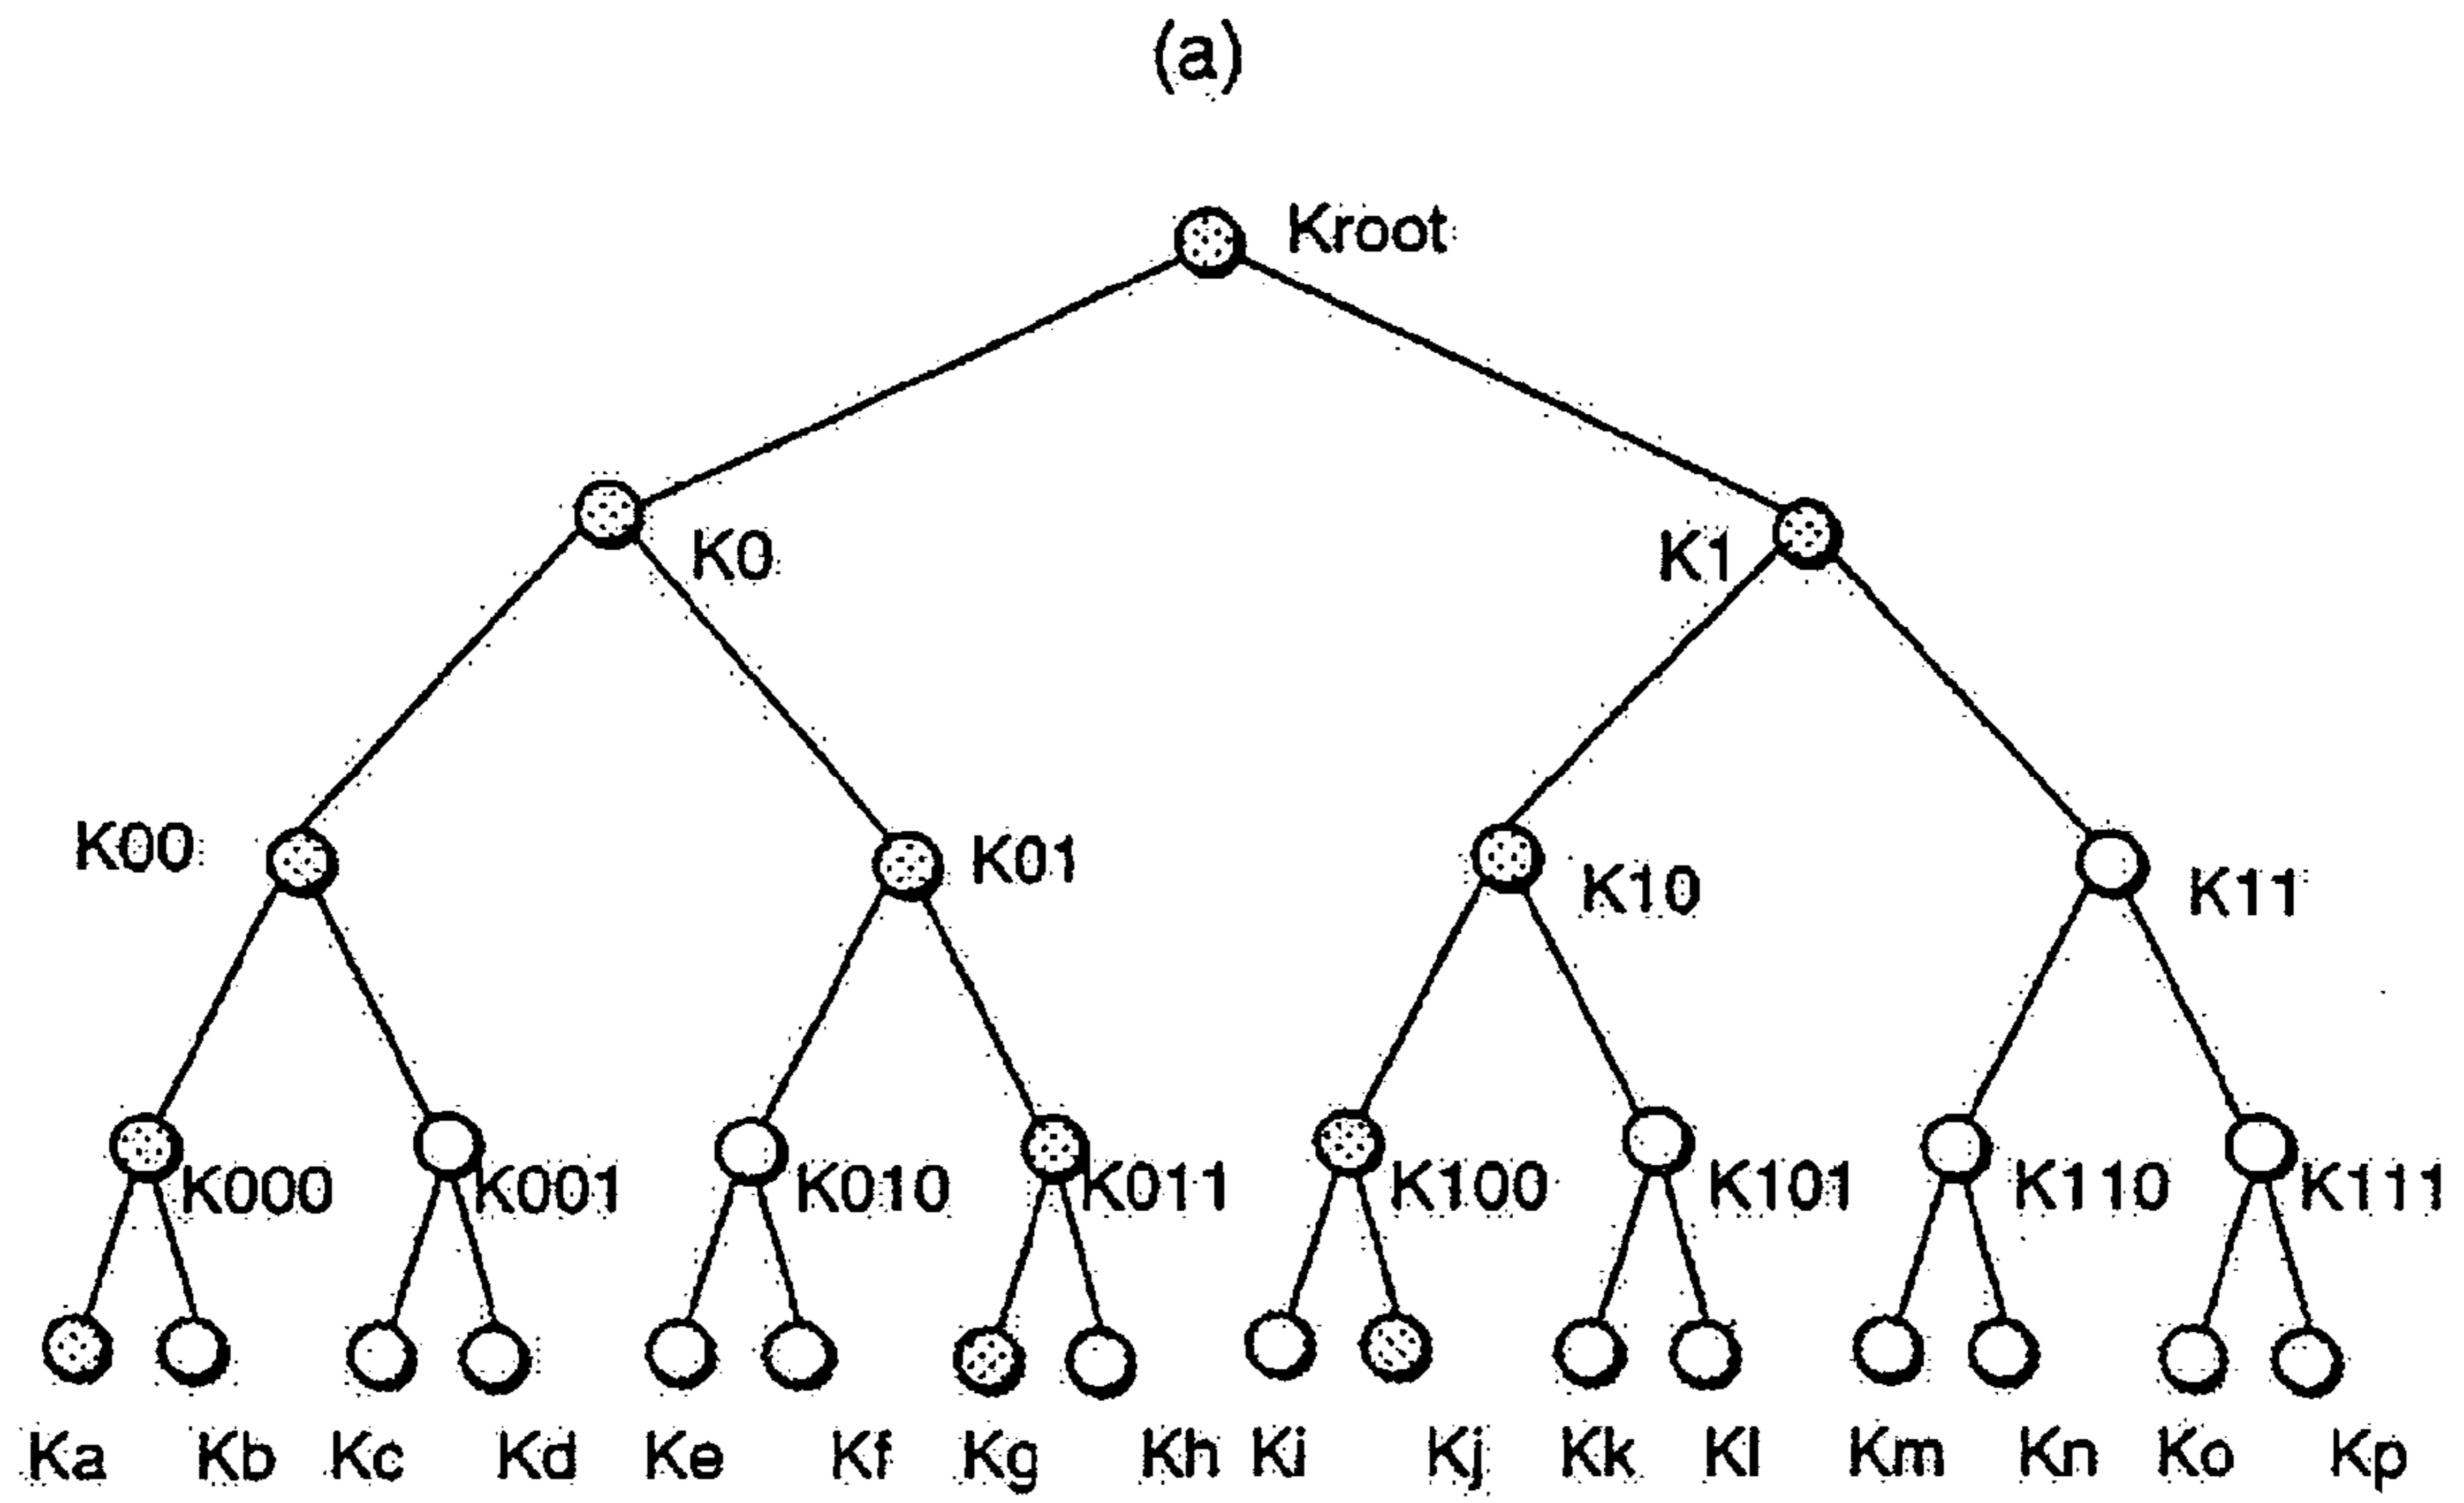 (a)
Kroot
K0 K1
K00 K01 K10 K11
K000 K001 K010 K011 K100 K101 K110 K111
Ka Kb Kc Kd Ke Kf Kg Kh Ki Kj Kk Kl Km Kn Ko Kp